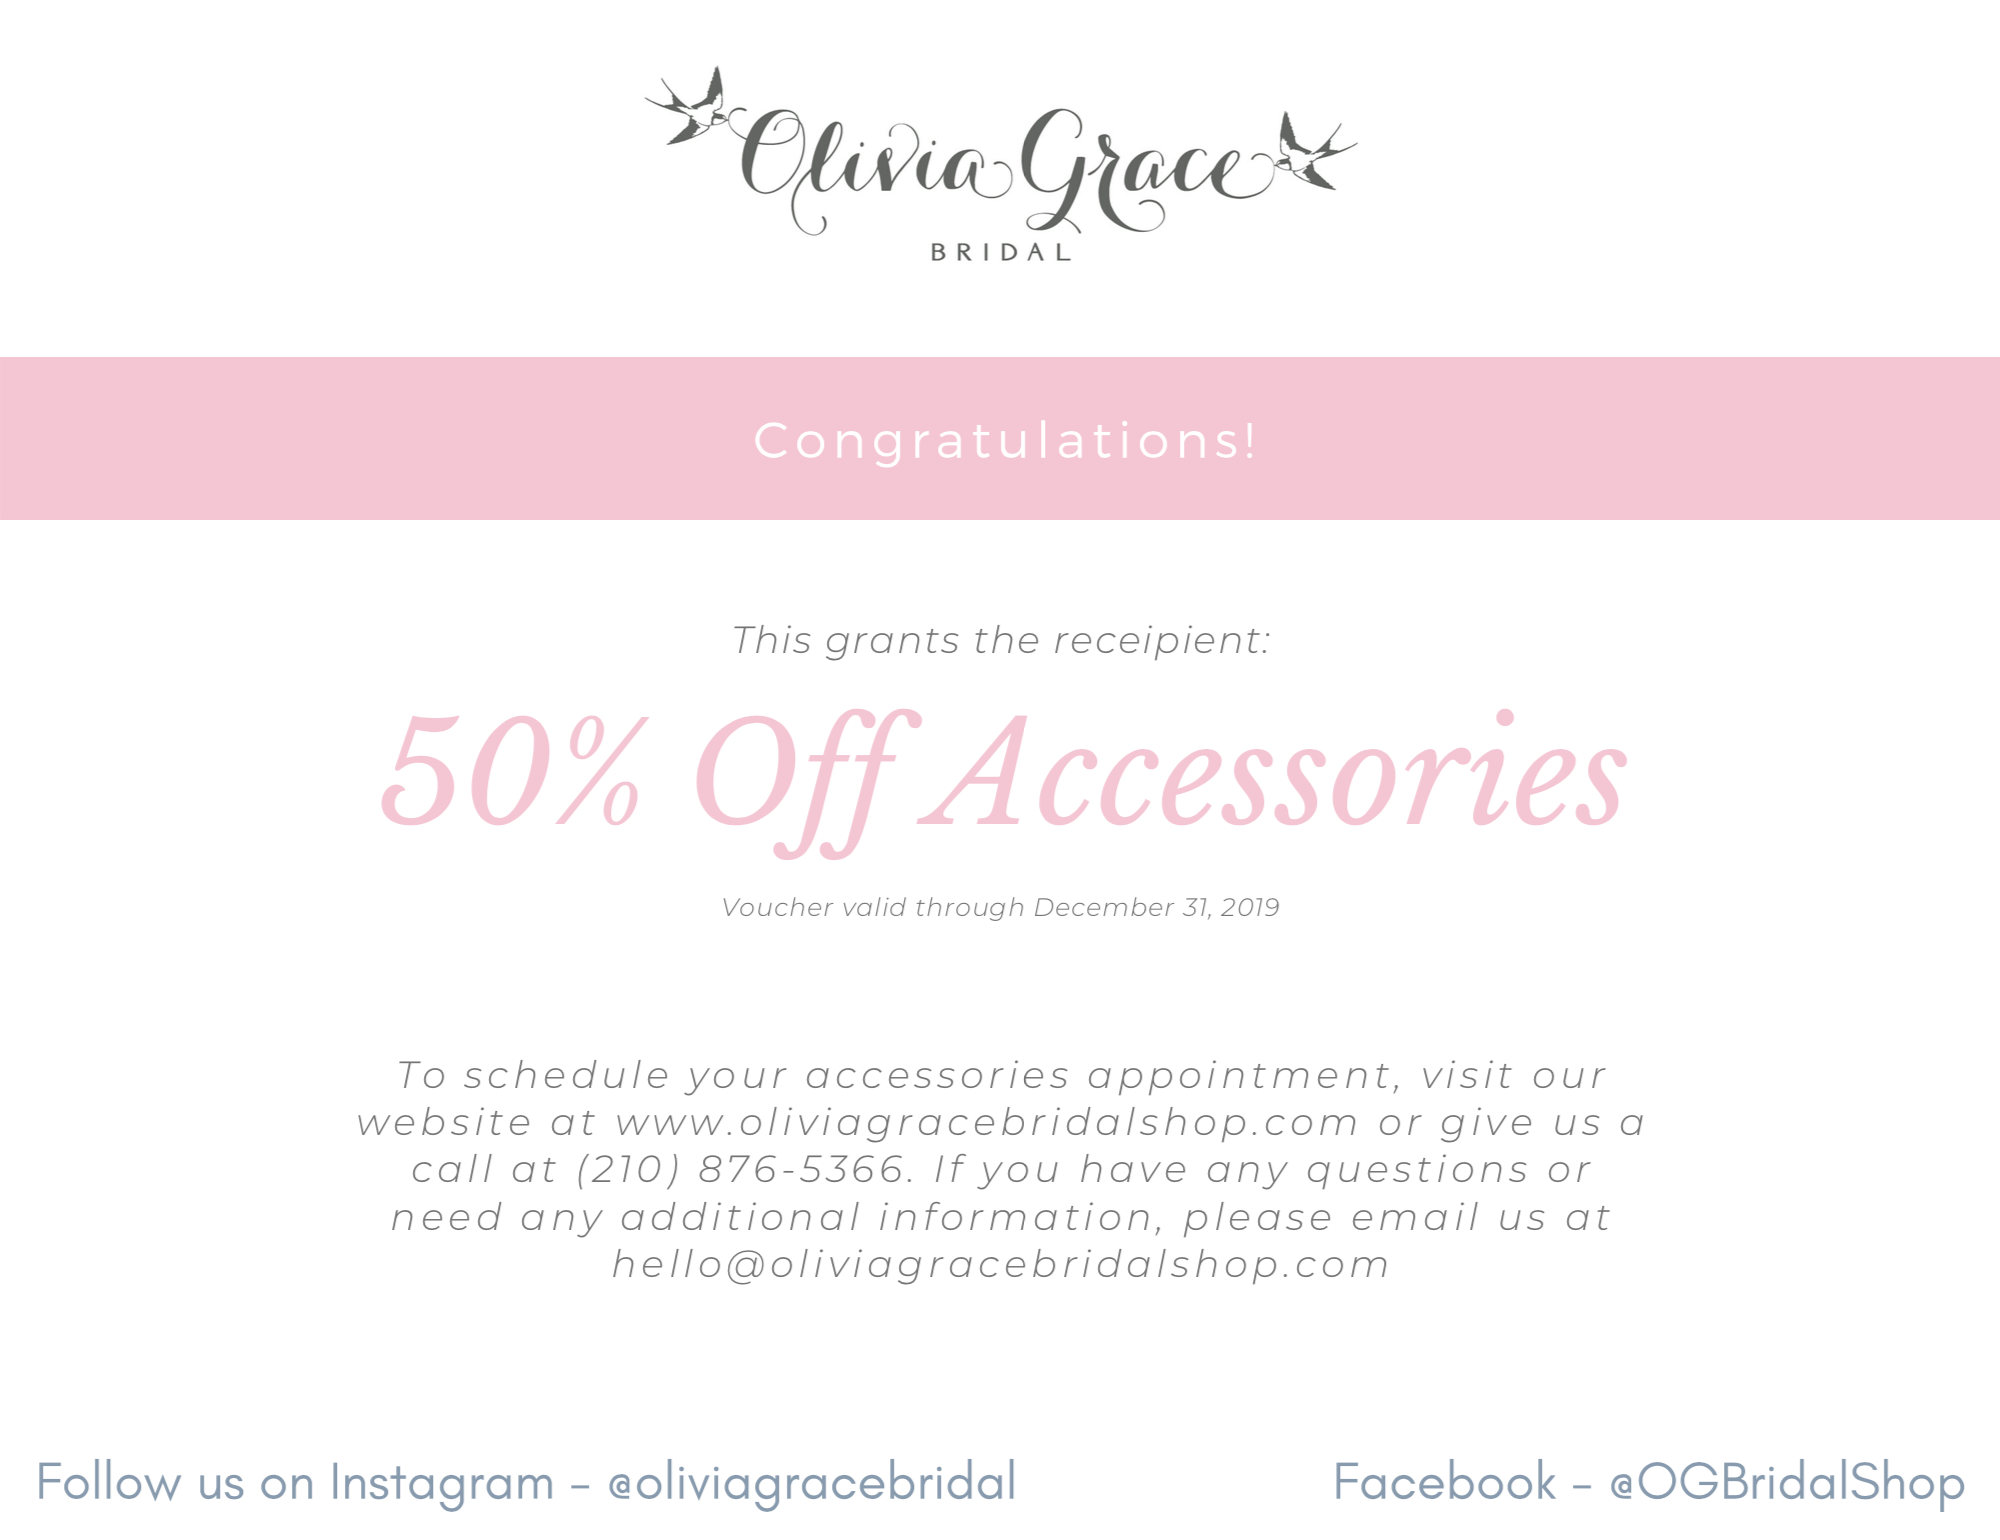 Olivia Grace
BRIDAL
Congratulations!
This grants the receipient:
50% Off Accessories
Voucher valid through December 31, 2019
To schedule your accessories appointment, visit our
website at www.oliviagracebridalshop.com or give us a
call at (210) 876-5366. If you have any questions or
need any additional information, please email us at
hello@oliviagracebridalshop.com
Follow us on Instagram - @oliviagracebridal
Facebook - @OGBridalShop